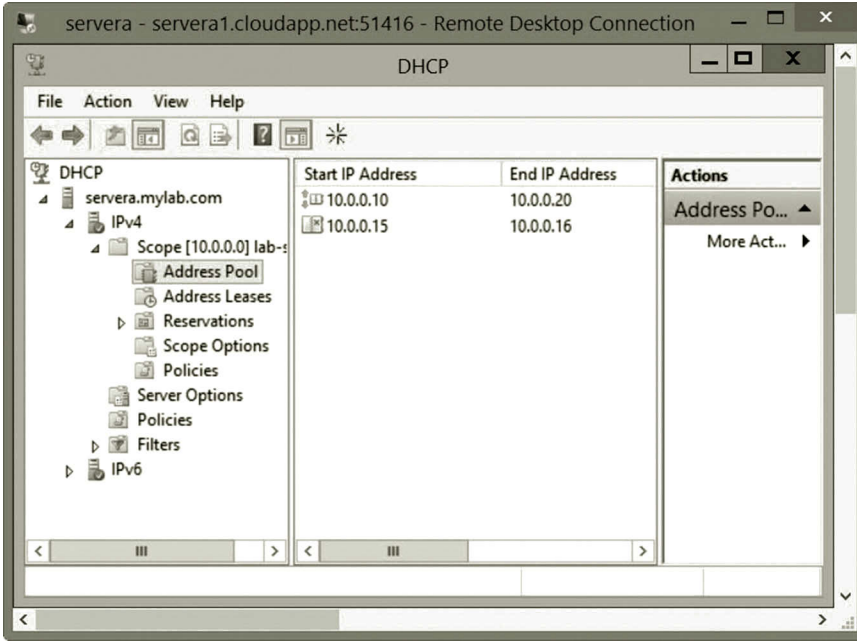 servera - servera1.cloudapp.net:51416 - Remote Desktop Connection
DHCP
File Action View Help
DHCP
servera.mylab.com
IPv4
Scope [10.0.0.0] lab-s
Address Pool
Address Leases
Reservations
Scope Options
Policies
Server Options
Policies
Filters
IPv6
Start IP Address End IP Address
10.0.0.10 10.0.0.20
10.0.0.15 10.0.0.16
Actions
Address Po...
More Act...